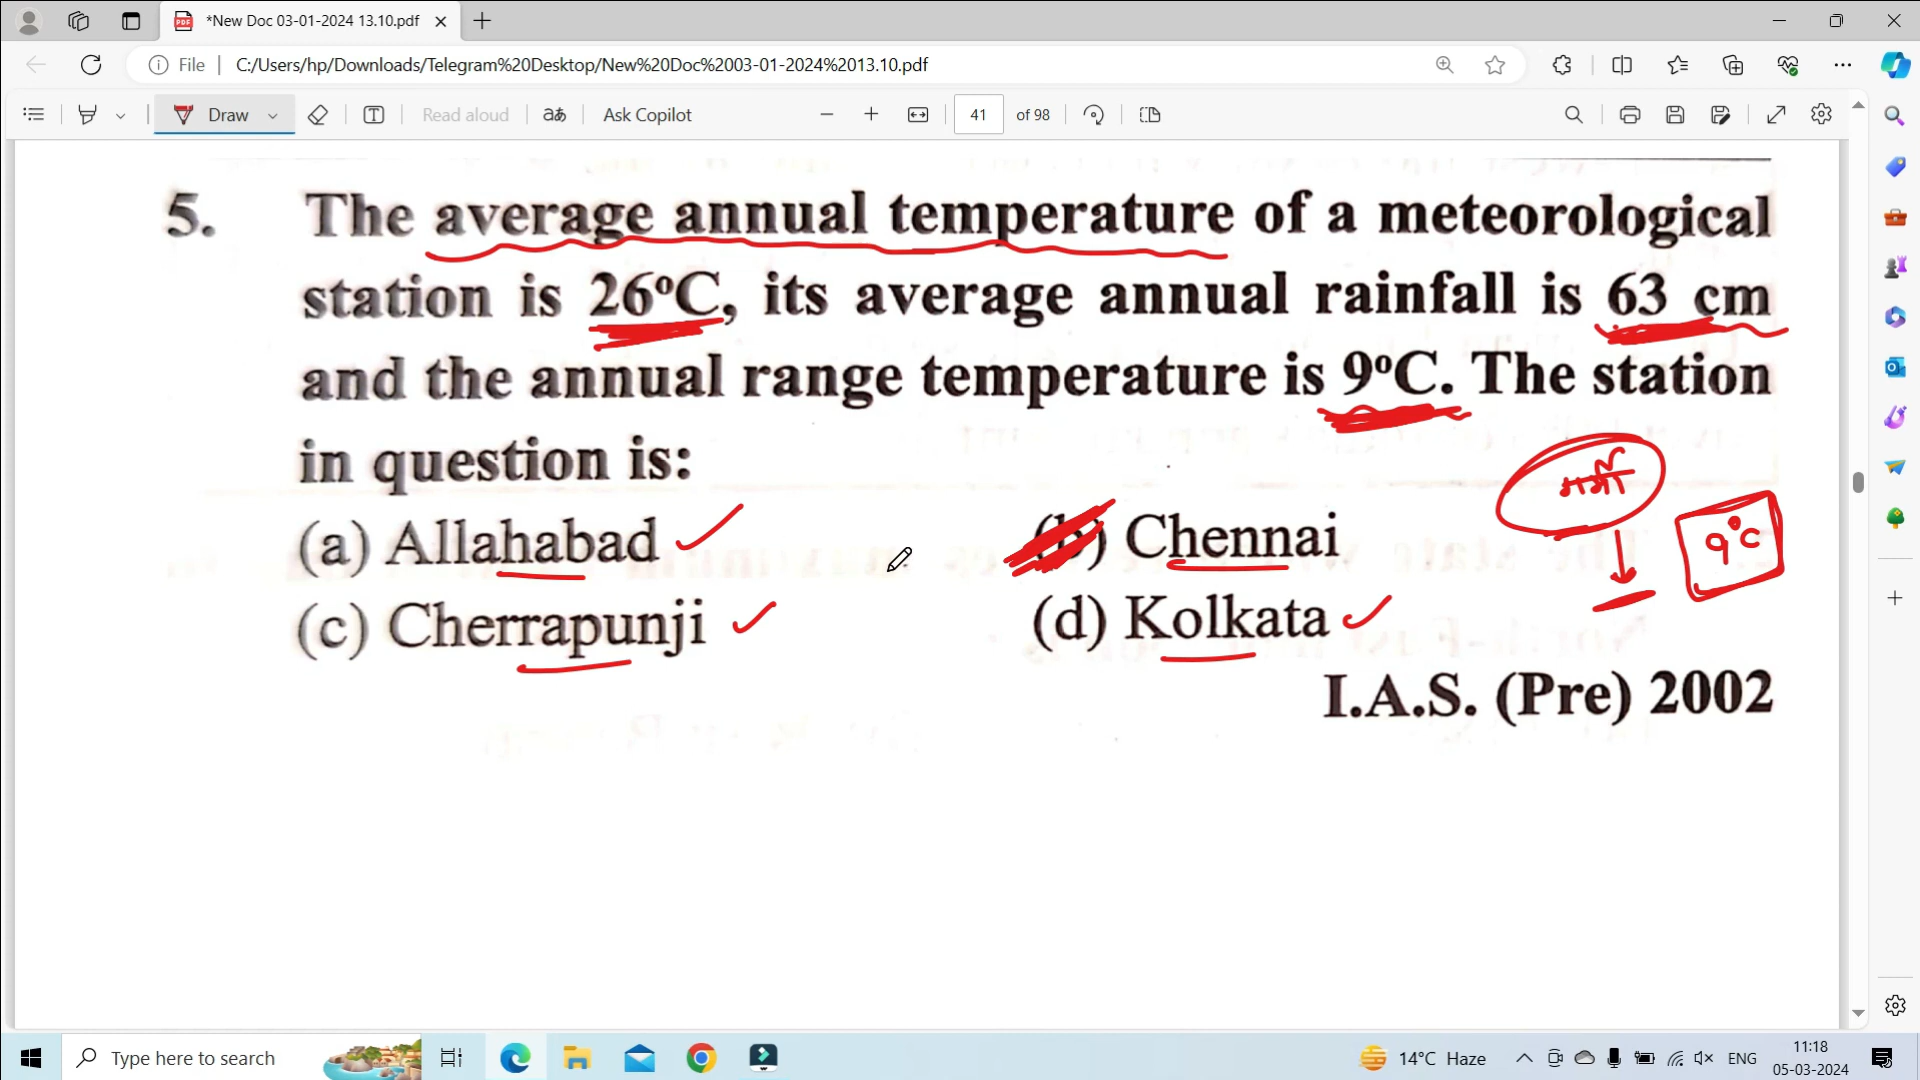 *New Doc 03-01-2024 13.10.pdf
File
C:/Users/hp/Downloads/Telegram%20Desktop/New%20Doc%2003-01-2024%2013.10.pdf
Draw
Read aloud
aあ
Ask Copilot
41
of 98
5. The average annual temperature of a meteorological
station is 26°C, its average annual rainfall is 63 cm
and the annual range temperature is 9°C. The station
in question is:
(a) Allahabad
(b) Chennai
9°C
(c) Cherrapunji
(d) Kolkata
I.A.S. (Pre) 2002
Type here to search
14°C Haze
ENG
11:18
05-03-2024